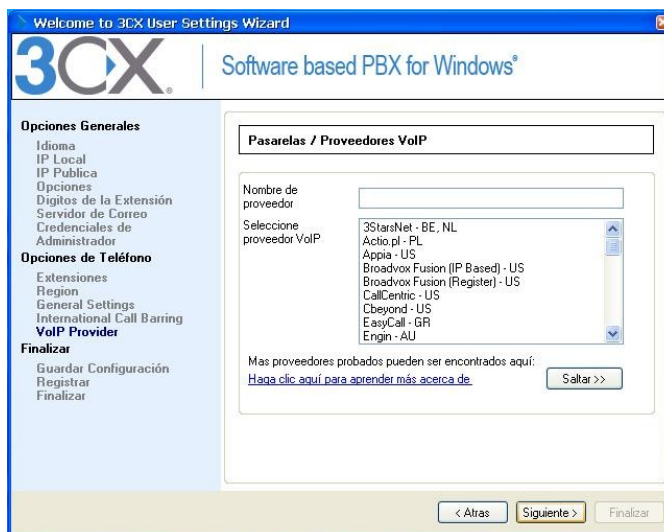 Welcome to 3CX User Settings Wizard
3CX®
Software based PBX for Windows®
Opciones Generales
Idioma
IP Local
IP Publica
Opciones
Digitos de la Extensión
Servidor de Correo
Credenciales de
Administrador
Opciones de Teléfono
Extensiones
Region
General Settings
International Call Barring
VoIP Provider
Finalizar
Guardar Configuración
Registrar
Finalizar
Pasarelas / Proveedores VoIP
Nombre de
proveedor
Seleccione
proveedor VoIP
3StarsNet - BE, NL
Actio.pl - PL
Appia - US
Broadvox Fusion (IP Based) - US
Broadvox Fusion (Register) - US
CallCentric - US
Cbeyond - US
EasyCall - GR
Engin - AU
Mas proveedores probados pueden ser encontrados aquí:
Haga clic aquí para aprender más acerca de
Saltar >>
< Atras
Siguiente >
Finalizar